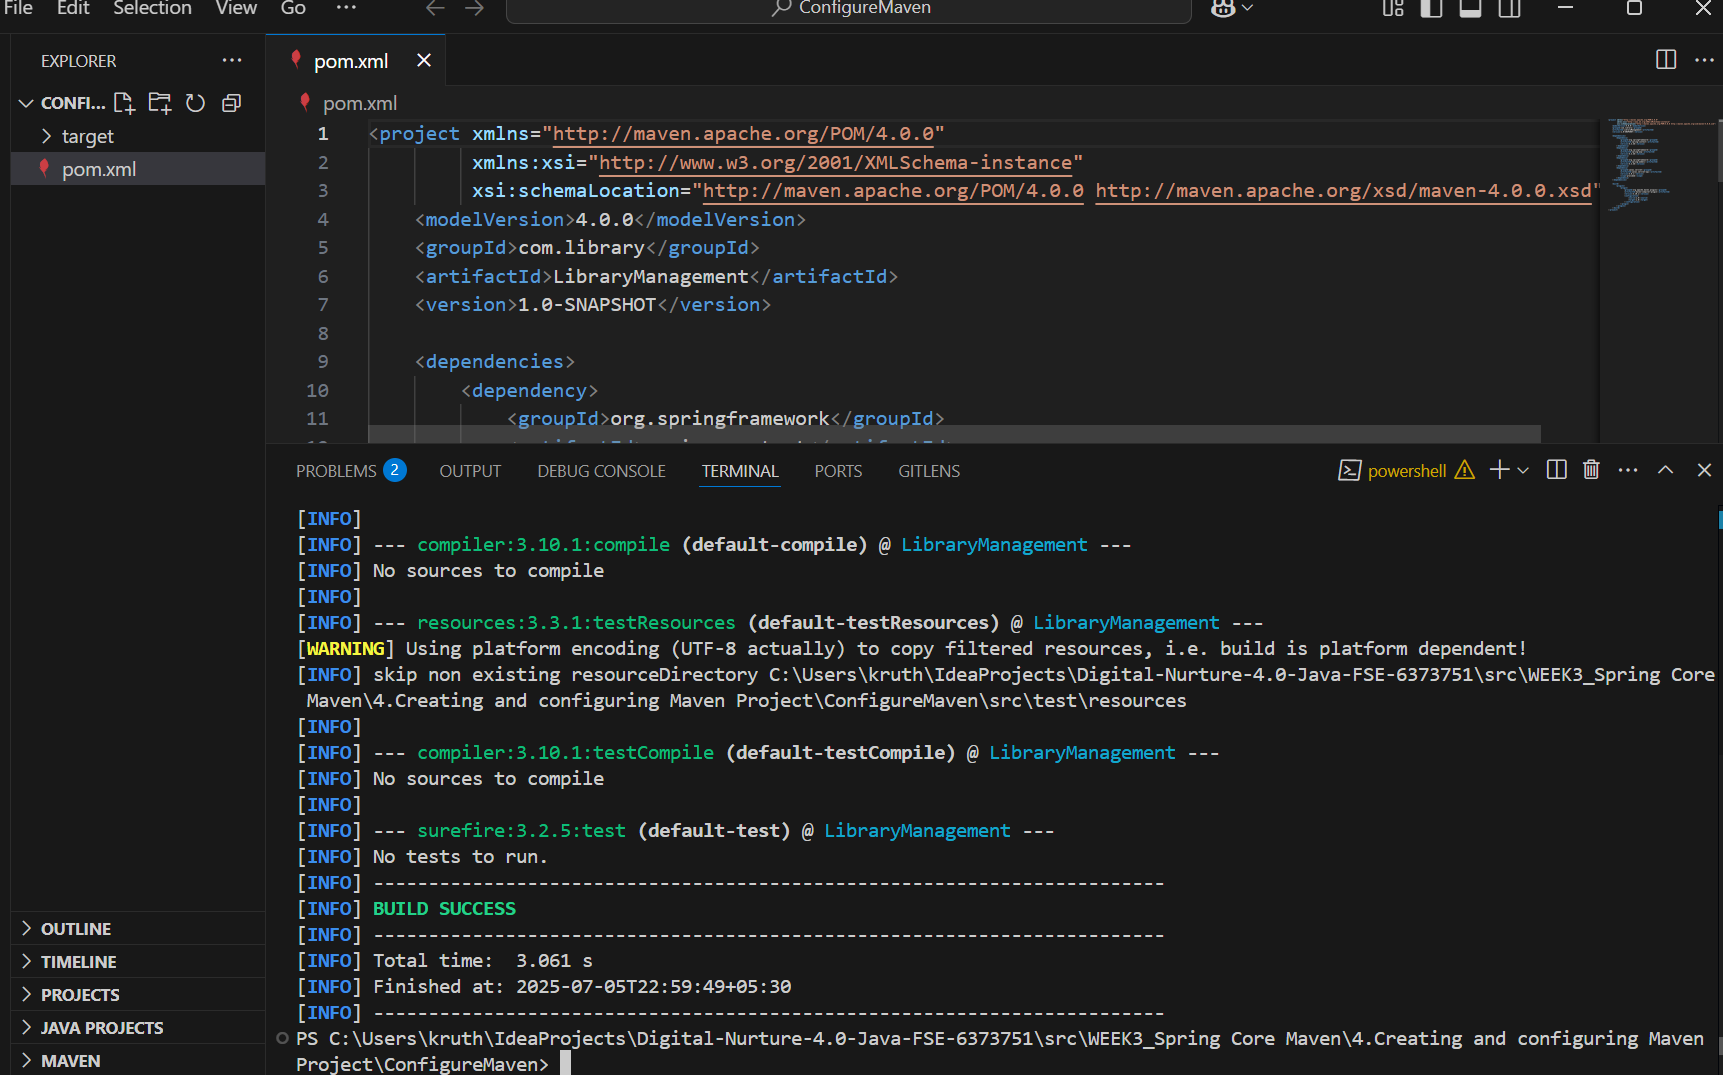 File Edit Selection View Go ··· ConfigureMaven
EXPLORER ···
CONFI...
target
pom.xml
OUTLINE
TIMELINE
PROJECTS
JAVA PROJECTS
MAVEN
pom.xml
pom.xml
1 <project xmlns="http://maven.apache.org/POM/4.0.0"
2 xmlns:xsi="http://www.w3.org/2001/XMLSchema-instance"
3 xsi:schemaLocation="http://maven.apache.org/POM/4.0.0 http://maven.apache.org/xsd/maven-4.0.0.xsd"
4 <modelVersion>4.0.0</modelVersion>
5 <groupId>com.library</groupId>
6 <artifactId>LibraryManagement</artifactId>
7 <version>1.0-SNAPSHOT</version>
8
9 <dependencies>
10 <dependency>
11 <groupId>org.springframework</groupId>
PROBLEMS 2 OUTPUT DEBUG CONSOLE TERMINAL PORTS GITLENS powershell
[INFO]
[INFO] --- compiler:3.10.1:compile (default-compile) @ LibraryManagement ---
[INFO] No sources to compile
[INFO]
[INFO] --- resources:3.3.1:testResources (default-testResources) @ LibraryManagement ---
[WARNING] Using platform encoding (UTF-8 actually) to copy filtered resources, i.e. build is platform dependent!
[INFO] skip non existing resourceDirectory C:\Users\kruth\IdeaProjects\Digital-Nurture-4.0-Java-FSE-6373751\src\WEEK3_Spring Core
Maven\4.Creating and configuring Maven Project\ConfigureMaven\src\test\resources
[INFO]
[INFO] --- compiler:3.10.1:testCompile (default-testCompile) @ LibraryManagement ---
[INFO] No sources to compile
[INFO]
[INFO] --- surefire:3.2.5:test (default-test) @ LibraryManagement ---
[INFO] No tests to run.
[INFO] ------------------------------------------------------------------------
[INFO] BUILD SUCCESS
[INFO] ------------------------------------------------------------------------
[INFO] Total time:  3.061 s
[INFO] Finished at: 2025-07-05T22:59:49+05:30
[INFO] ------------------------------------------------------------------------
PS C:\Users\kruth\IdeaProjects\Digital-Nurture-4.0-Java-FSE-6373751\src\WEEK3_Spring Core Maven\4.Creating and configuring Maven
Project\ConfigureMaven>